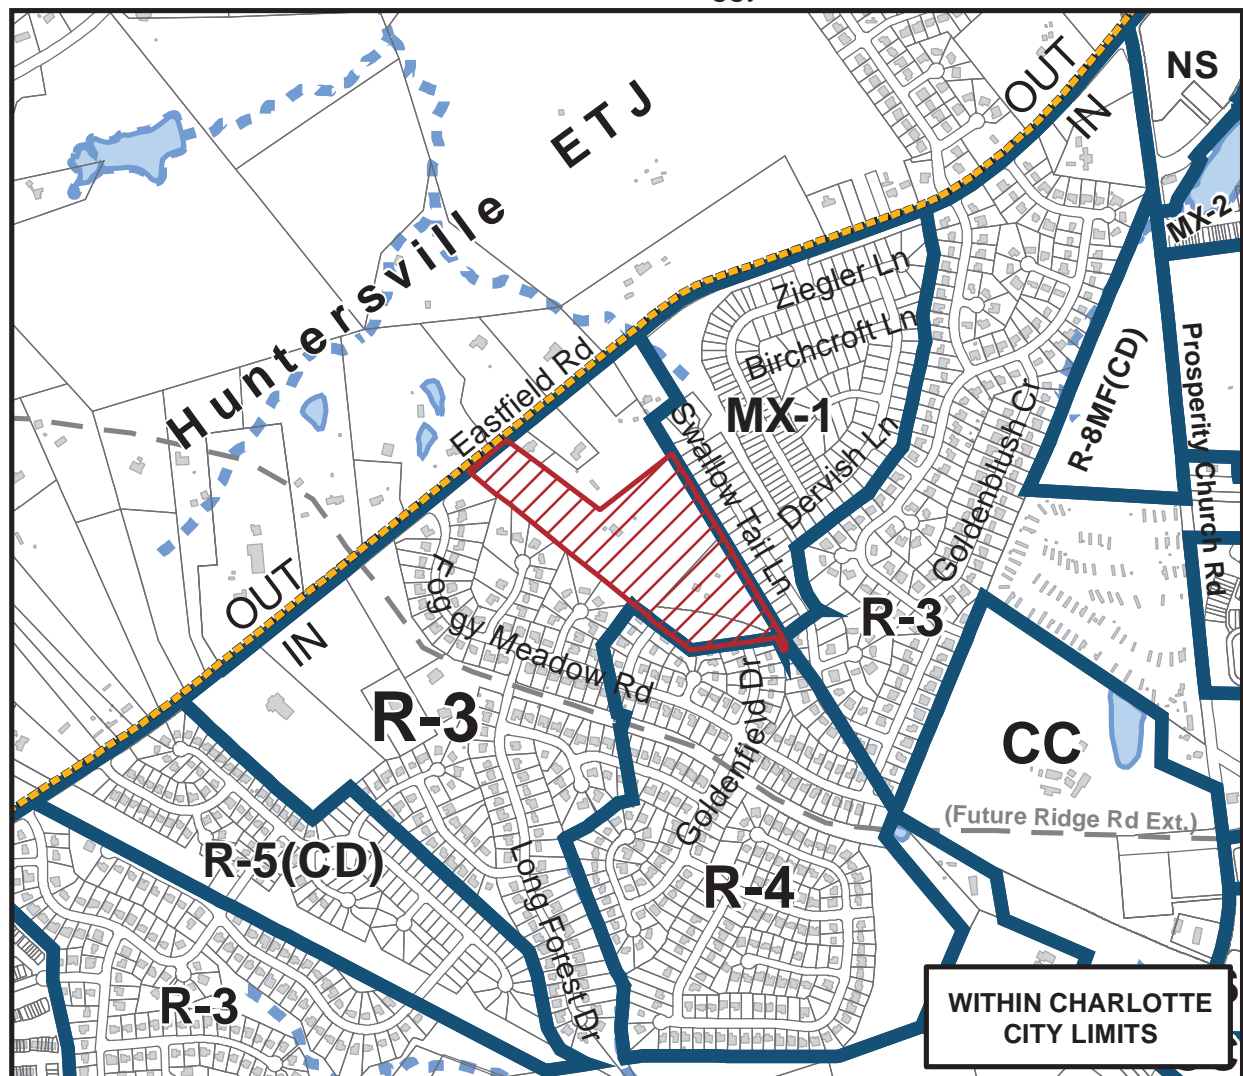 NS
OUT
IN
ETJ
MX-2
Huntersville
Ziegler Ln
Birchcroft Ln
Eastfield Rd
MX-1
Swallow Tail Ln
Dervish Ln
Goldenblush Cr
R-8MF(CD)
Prosperity Church Rd
OUT
IN
Foggy Meadow Rd
R-3
R-3
Goldenfield Dr
CC
(Future Ridge Rd Ext.)
R-5(CD)
Long Forest Dr
R-4
R-3
WITHIN CHARLOTTE
CITY LIMITS